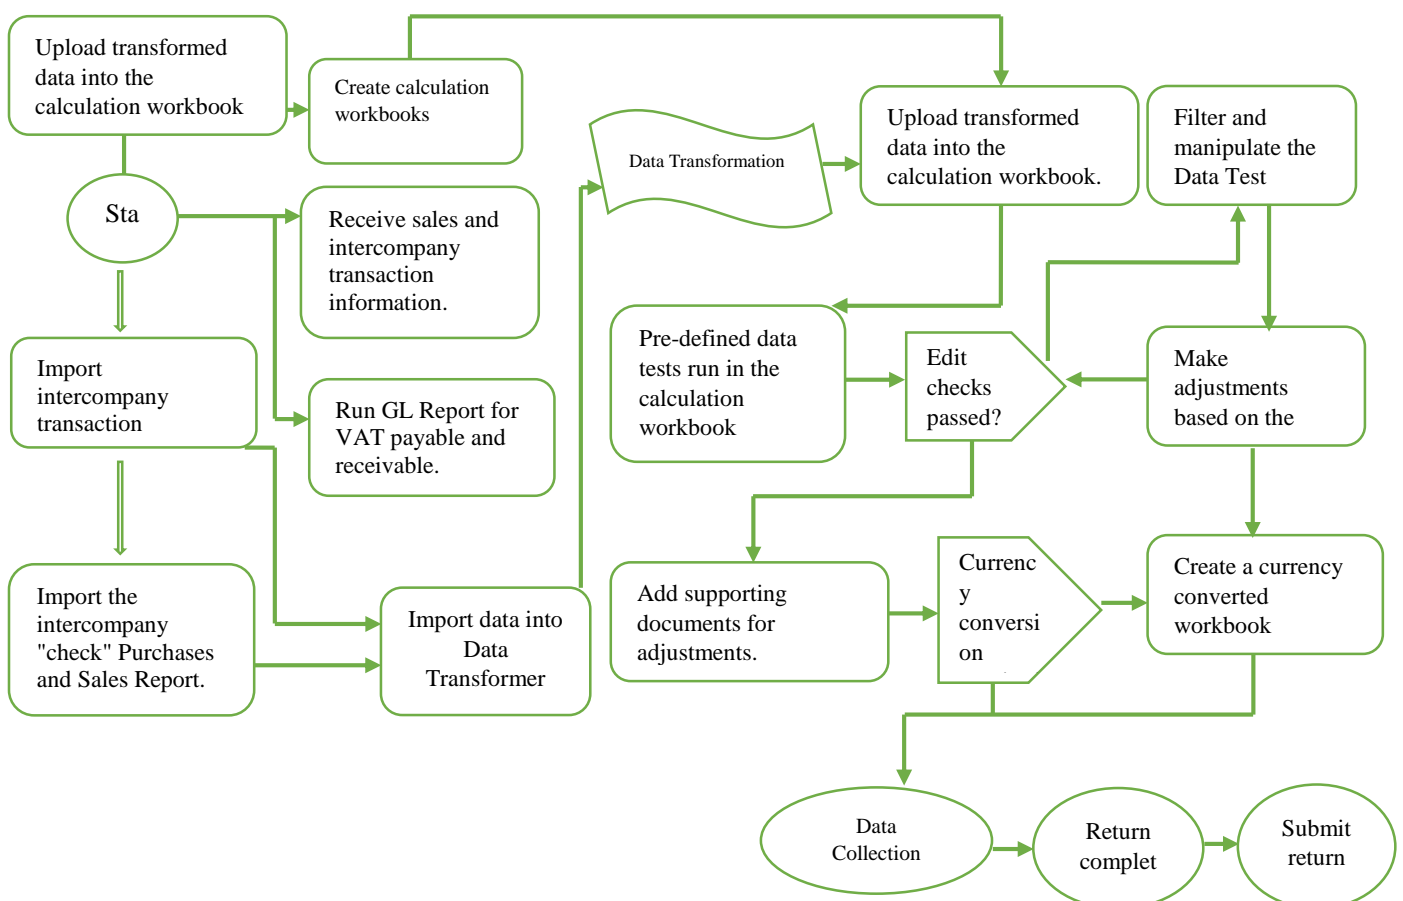 Upload transformed
data into the
calculation workbook
Create calculation
workbooks
Sta
Receive sales and
intercompany
transaction
information.
Import
intercompany
transaction
Run GL Report for
VAT payable and
receivable.
Import the
intercompany
"check" Purchases
and Sales Report.
Import data into
Data
Transformer
Data Transformation
Upload transformed
data into the
calculation workbook.
Filter and
manipulate the
Data Test
Pre-defined data
tests run in the
calculation
workbook
Edit
checks
passed?
Make
adjustments
based on the
Add supporting
documents for
adjustments.
Currenc
y
conversi
on
Create a currency
converted
workbook
Data
Collection
Return
complet
Submit
return